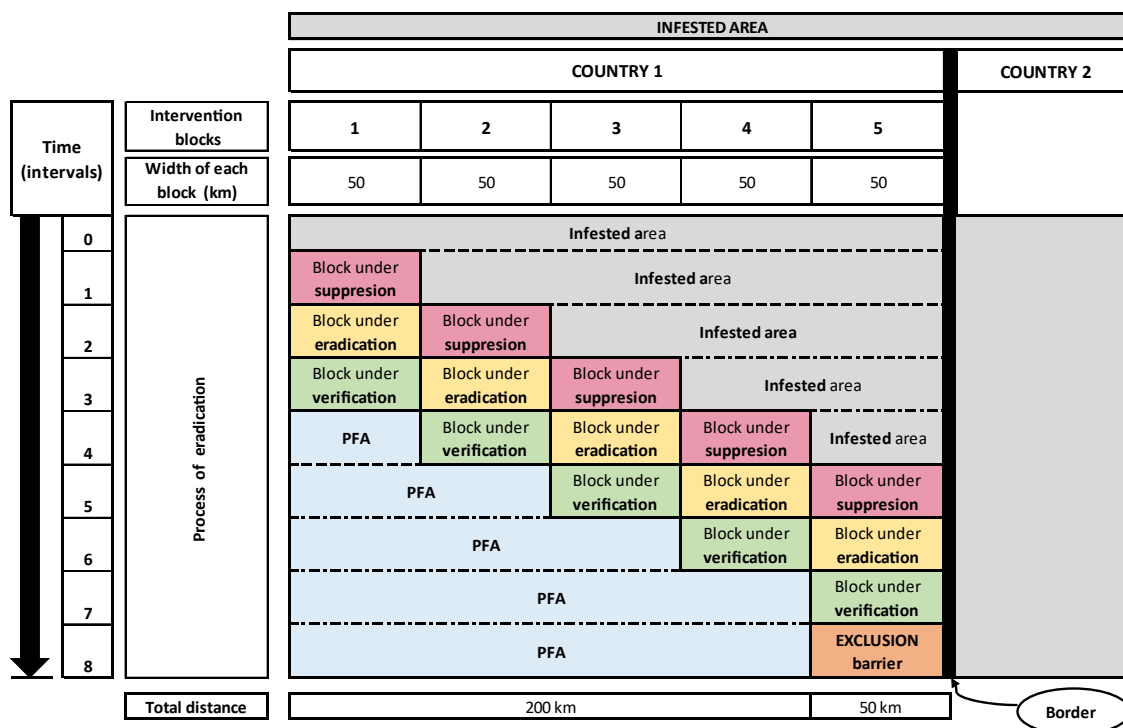 INFESTED AREA
COUNTRY 1
COUNTRY 2
Time
(intervals)
Intervention
blocks
1
2
3
4
5
Width of each
block (km)
50
50
50
50
50
Process of eradication
0
Infested area
1
Block under
suppresion
Infested area
2
Block under
eradication
Block under
suppresion
Infested area
3
Block under
verification
Block under
eradication
Block under
suppresion
Infested area
4
PFA
Block under
verification
Block under
eradication
Block under
suppresion
Infested area
5
PFA
Block under
verification
Block under
eradication
Block under
suppresion
6
PFA
Block under
verification
Block under
eradication
7
PFA
Block under
verification
8
PFA
EXCLUSION
barrier
Total distance
200 km
50 km
Border